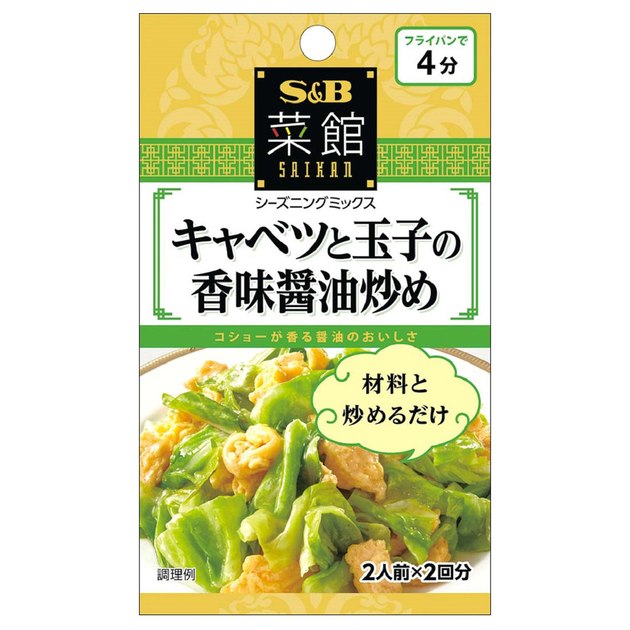 フライパンで
4分
S&B
菜館
SAIKAN
シーズニングミックス
キャベツと玉子の
香味醤油炒め
コショーが香る醤油のおいしさ
材料と
炒めるだけ
調理例
2人前×2回分